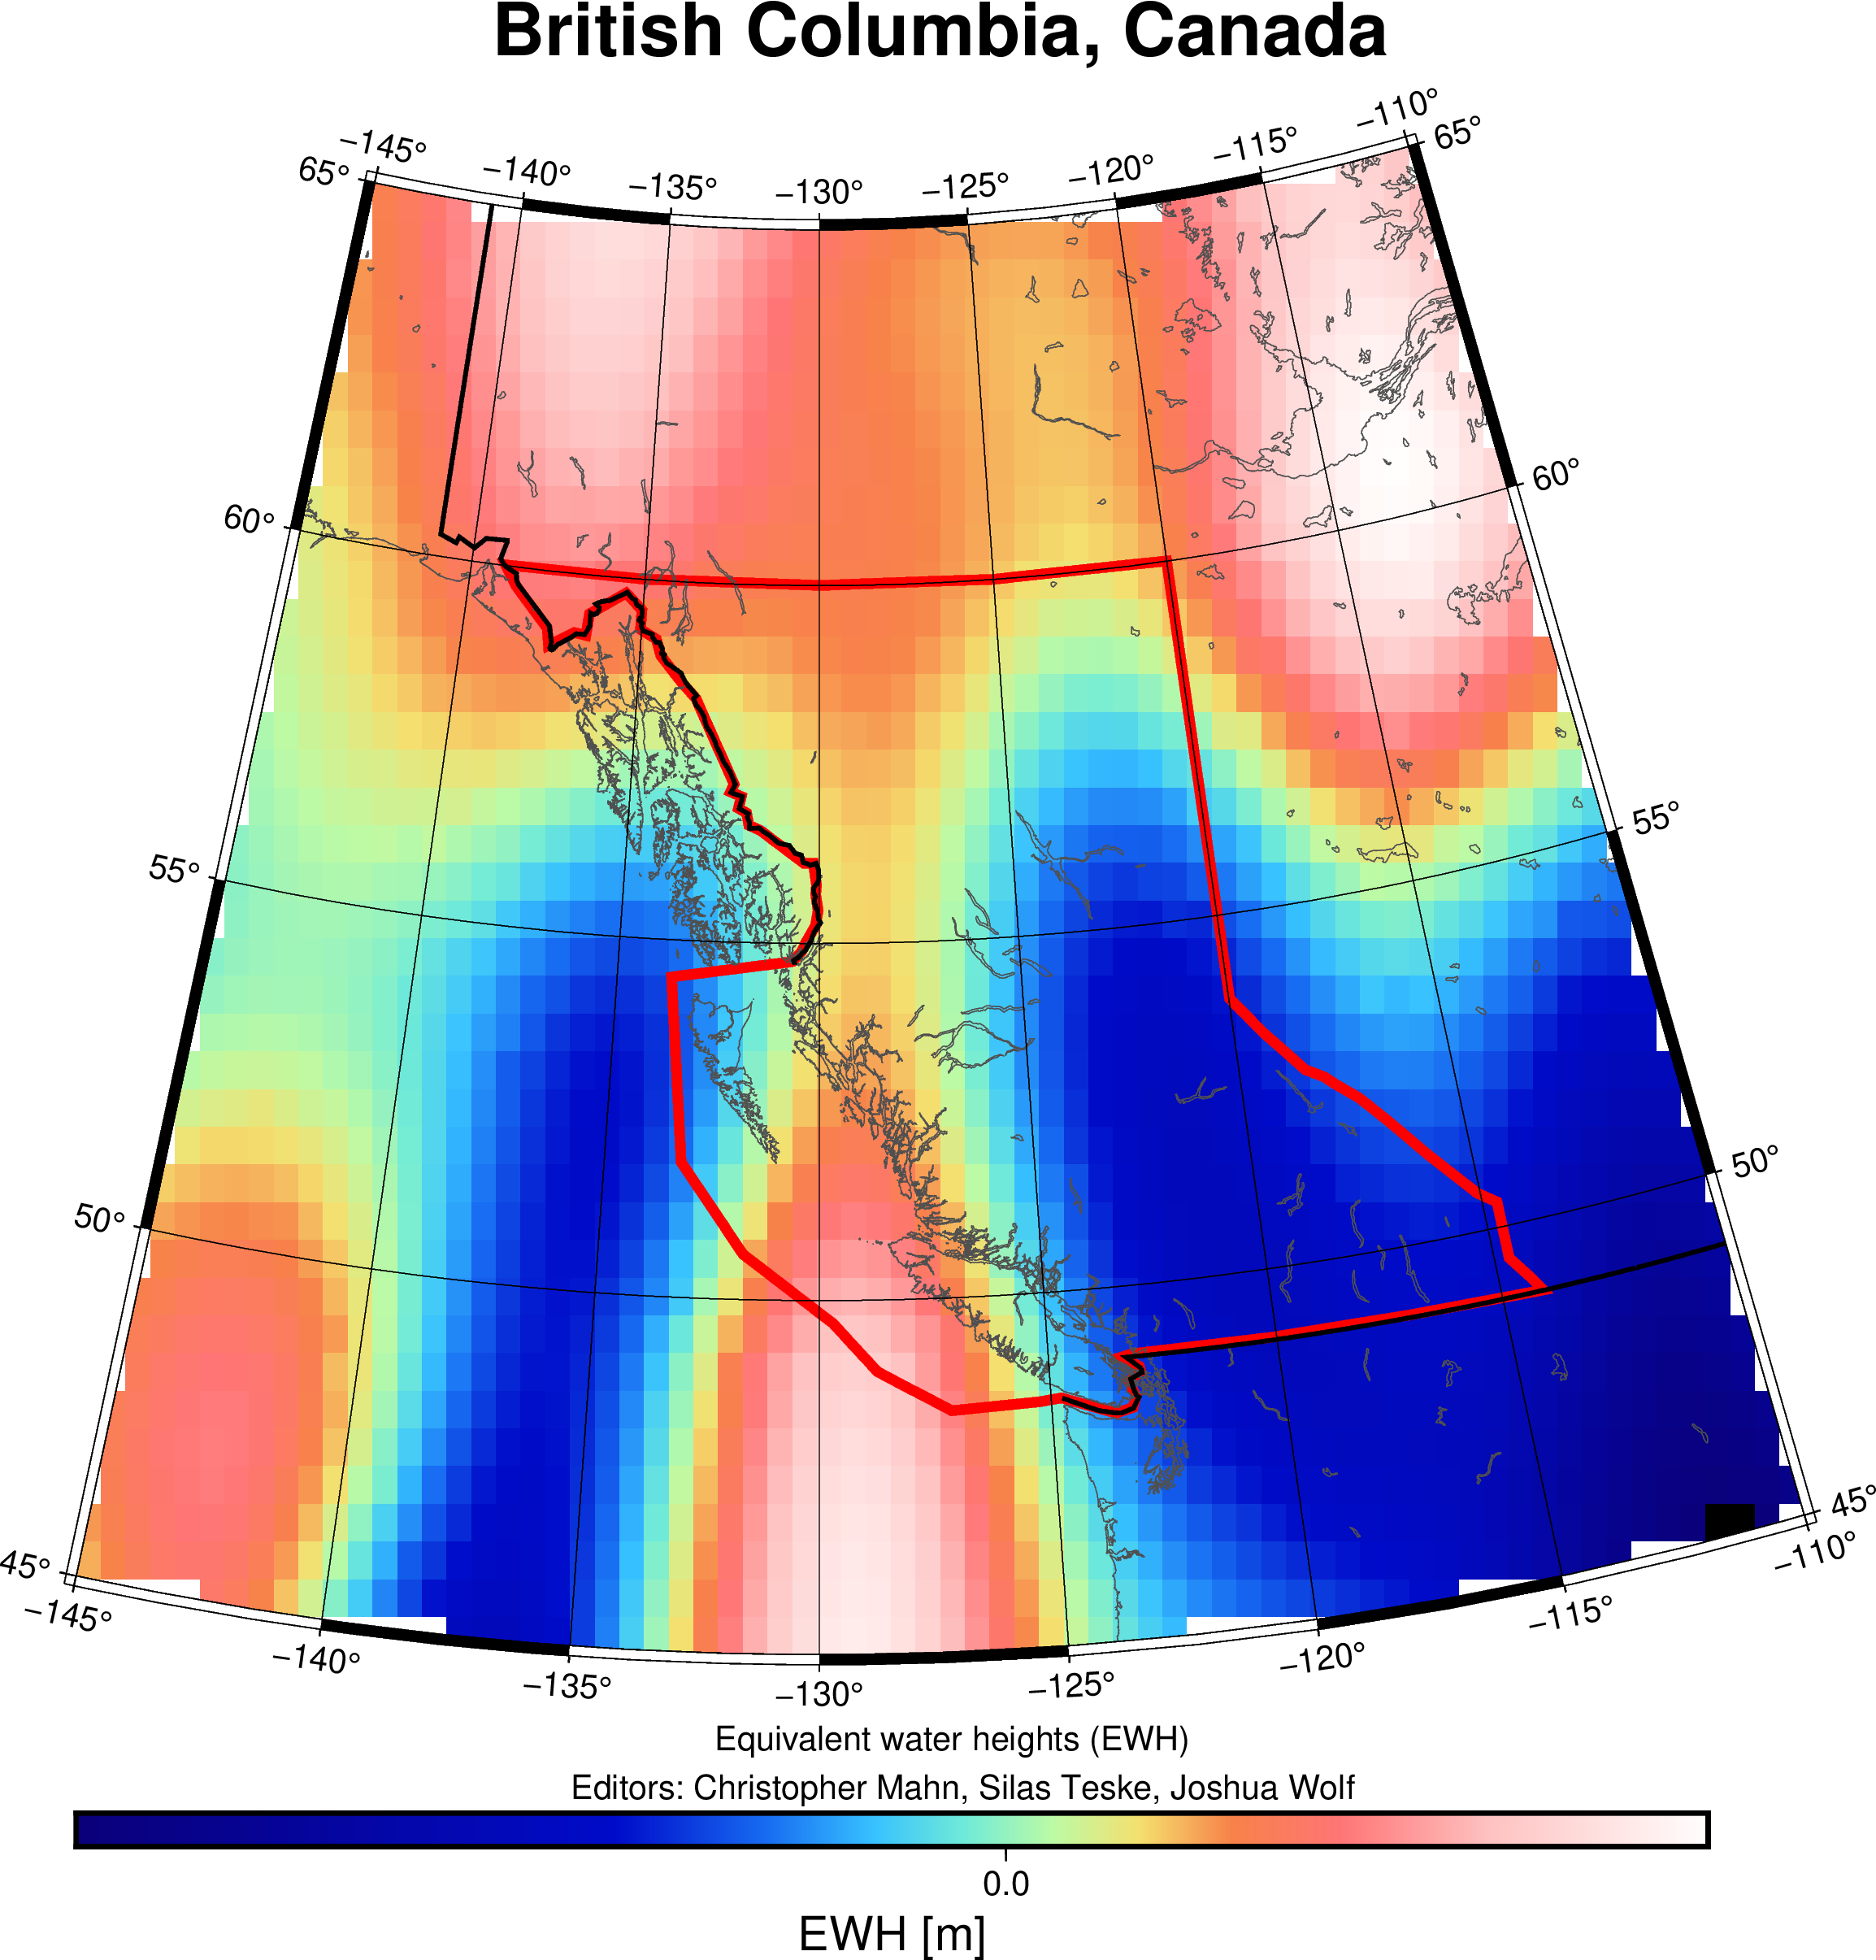 British Columbia, Canada
−145° −140° −135° −130° −125° −120° −115° −110°
65° 65°
60° 60°
55° 55°
50° 50°
45° 45°
−145° −140° −135° −130° −125° −120° −115° −110°
Equivalent water heights (EWH)
Editors: Christopher Mahn, Silas Teske, Joshua Wolf
0.0
EWH [m]